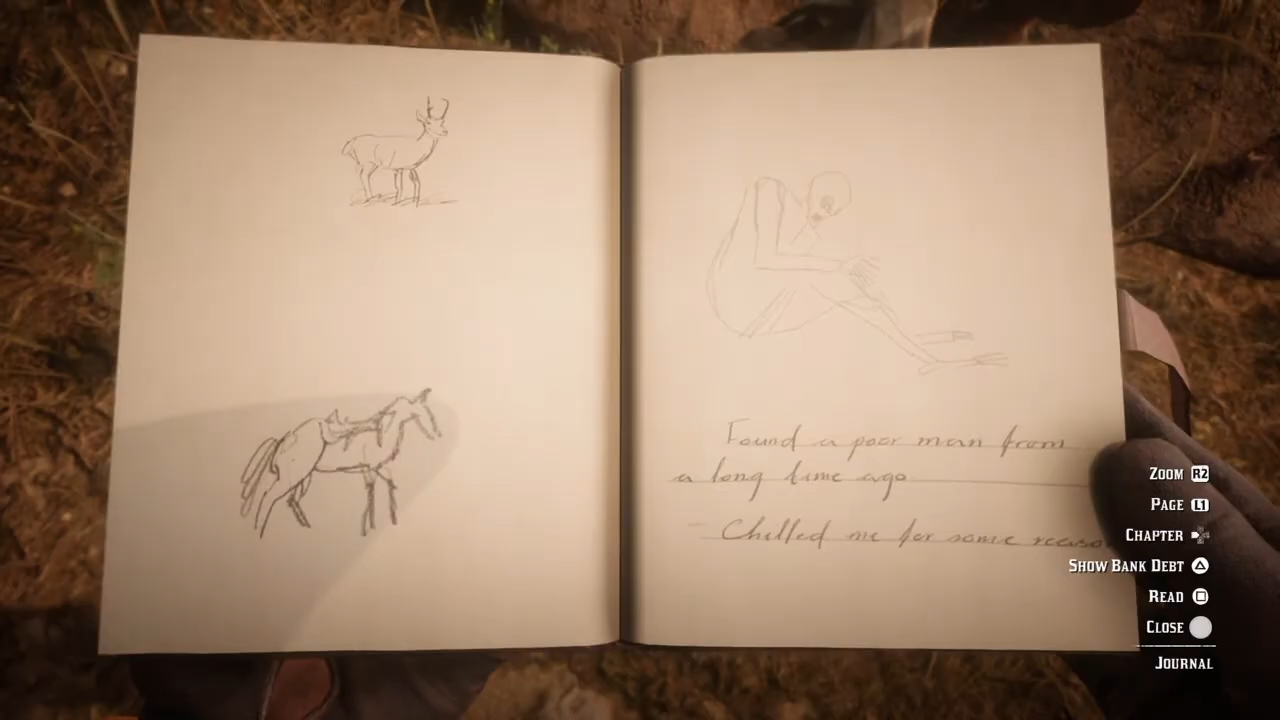 Found a poor man from
a long time ago
Chilled me for some reaso
ZOOM R2
PAGE L1
CHAPTER
SHOW BANK DEBT
READ
CLOSE
JOURNAL